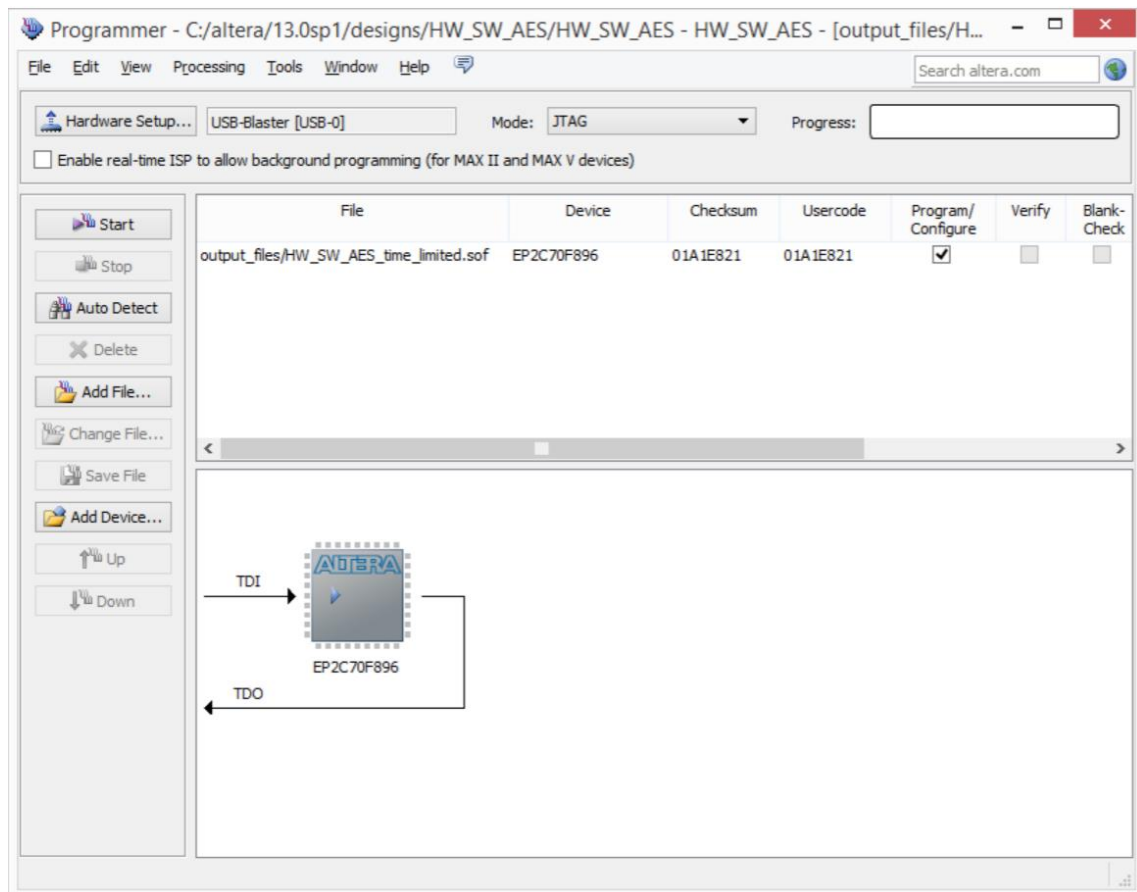 Programmer - C:/altera/13.0sp1/designs/HW_SW_AES/HW_SW_AES - HW_SW_AES - [output_files/H...
File Edit View Processing Tools Window Help
Search altera.com
Hardware Setup... USB-Blaster [USB-0] Mode: JTAG Progress:
Enable real-time ISP to allow background programming (for MAX II and MAX V devices)
Start
Stop
Auto Detect
Delete
Add File...
Change File...
Save File
Add Device...
Up
Down
File Device Checksum Usercode Program/ Verify Blank-
Configure Check
output_files/HW_SW_AES_time_limited.sof EP2C70F896 01A1E821 01A1E821
ALTERA
TDI
EP2C70F896
TDO